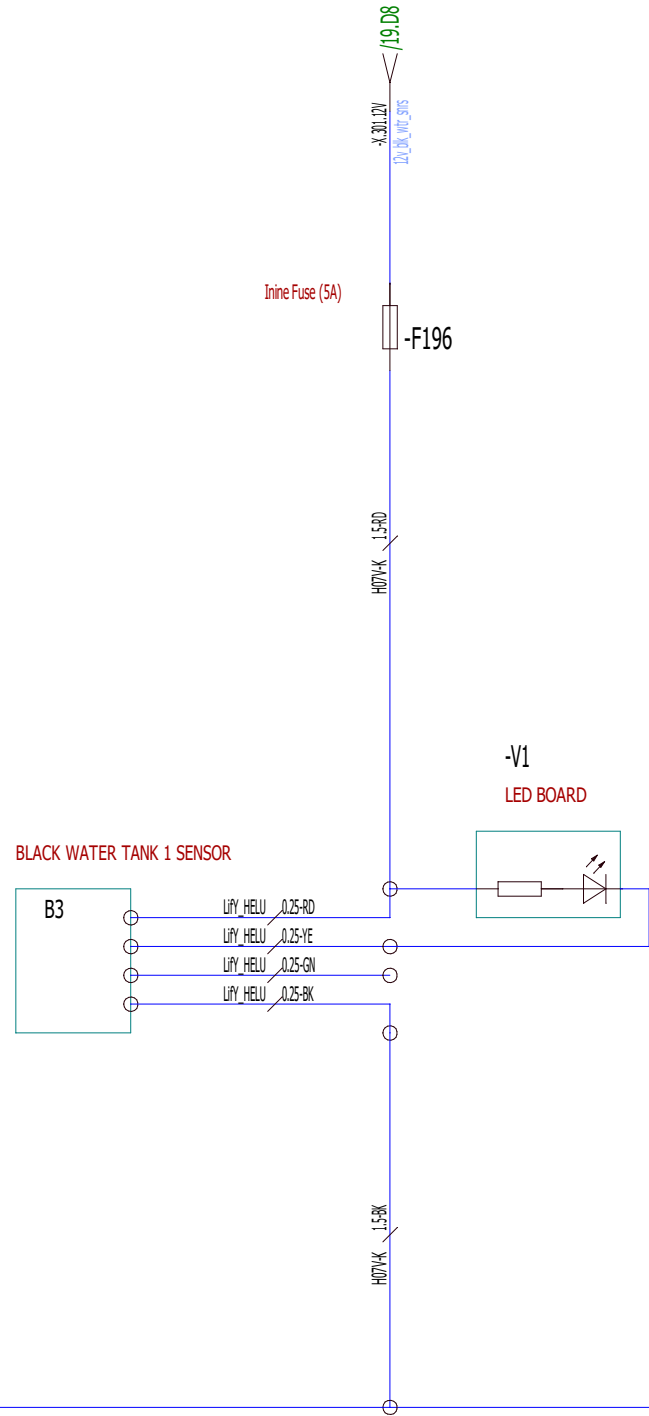 /19.D8
-X.301.12V
12v_blk_wtr_snrs
Inine Fuse (5A)
-F196
H07V-K 1.5-RD
-V1
LED BOARD
BLACK WATER TANK 1 SENSOR
B3
LifY_HELU 0.25-RD
LifY_HELU 0.25-YE
LifY_HELU 0.25-GN
LifY_HELU 0.25-BK
H07V-K 1.5-BK